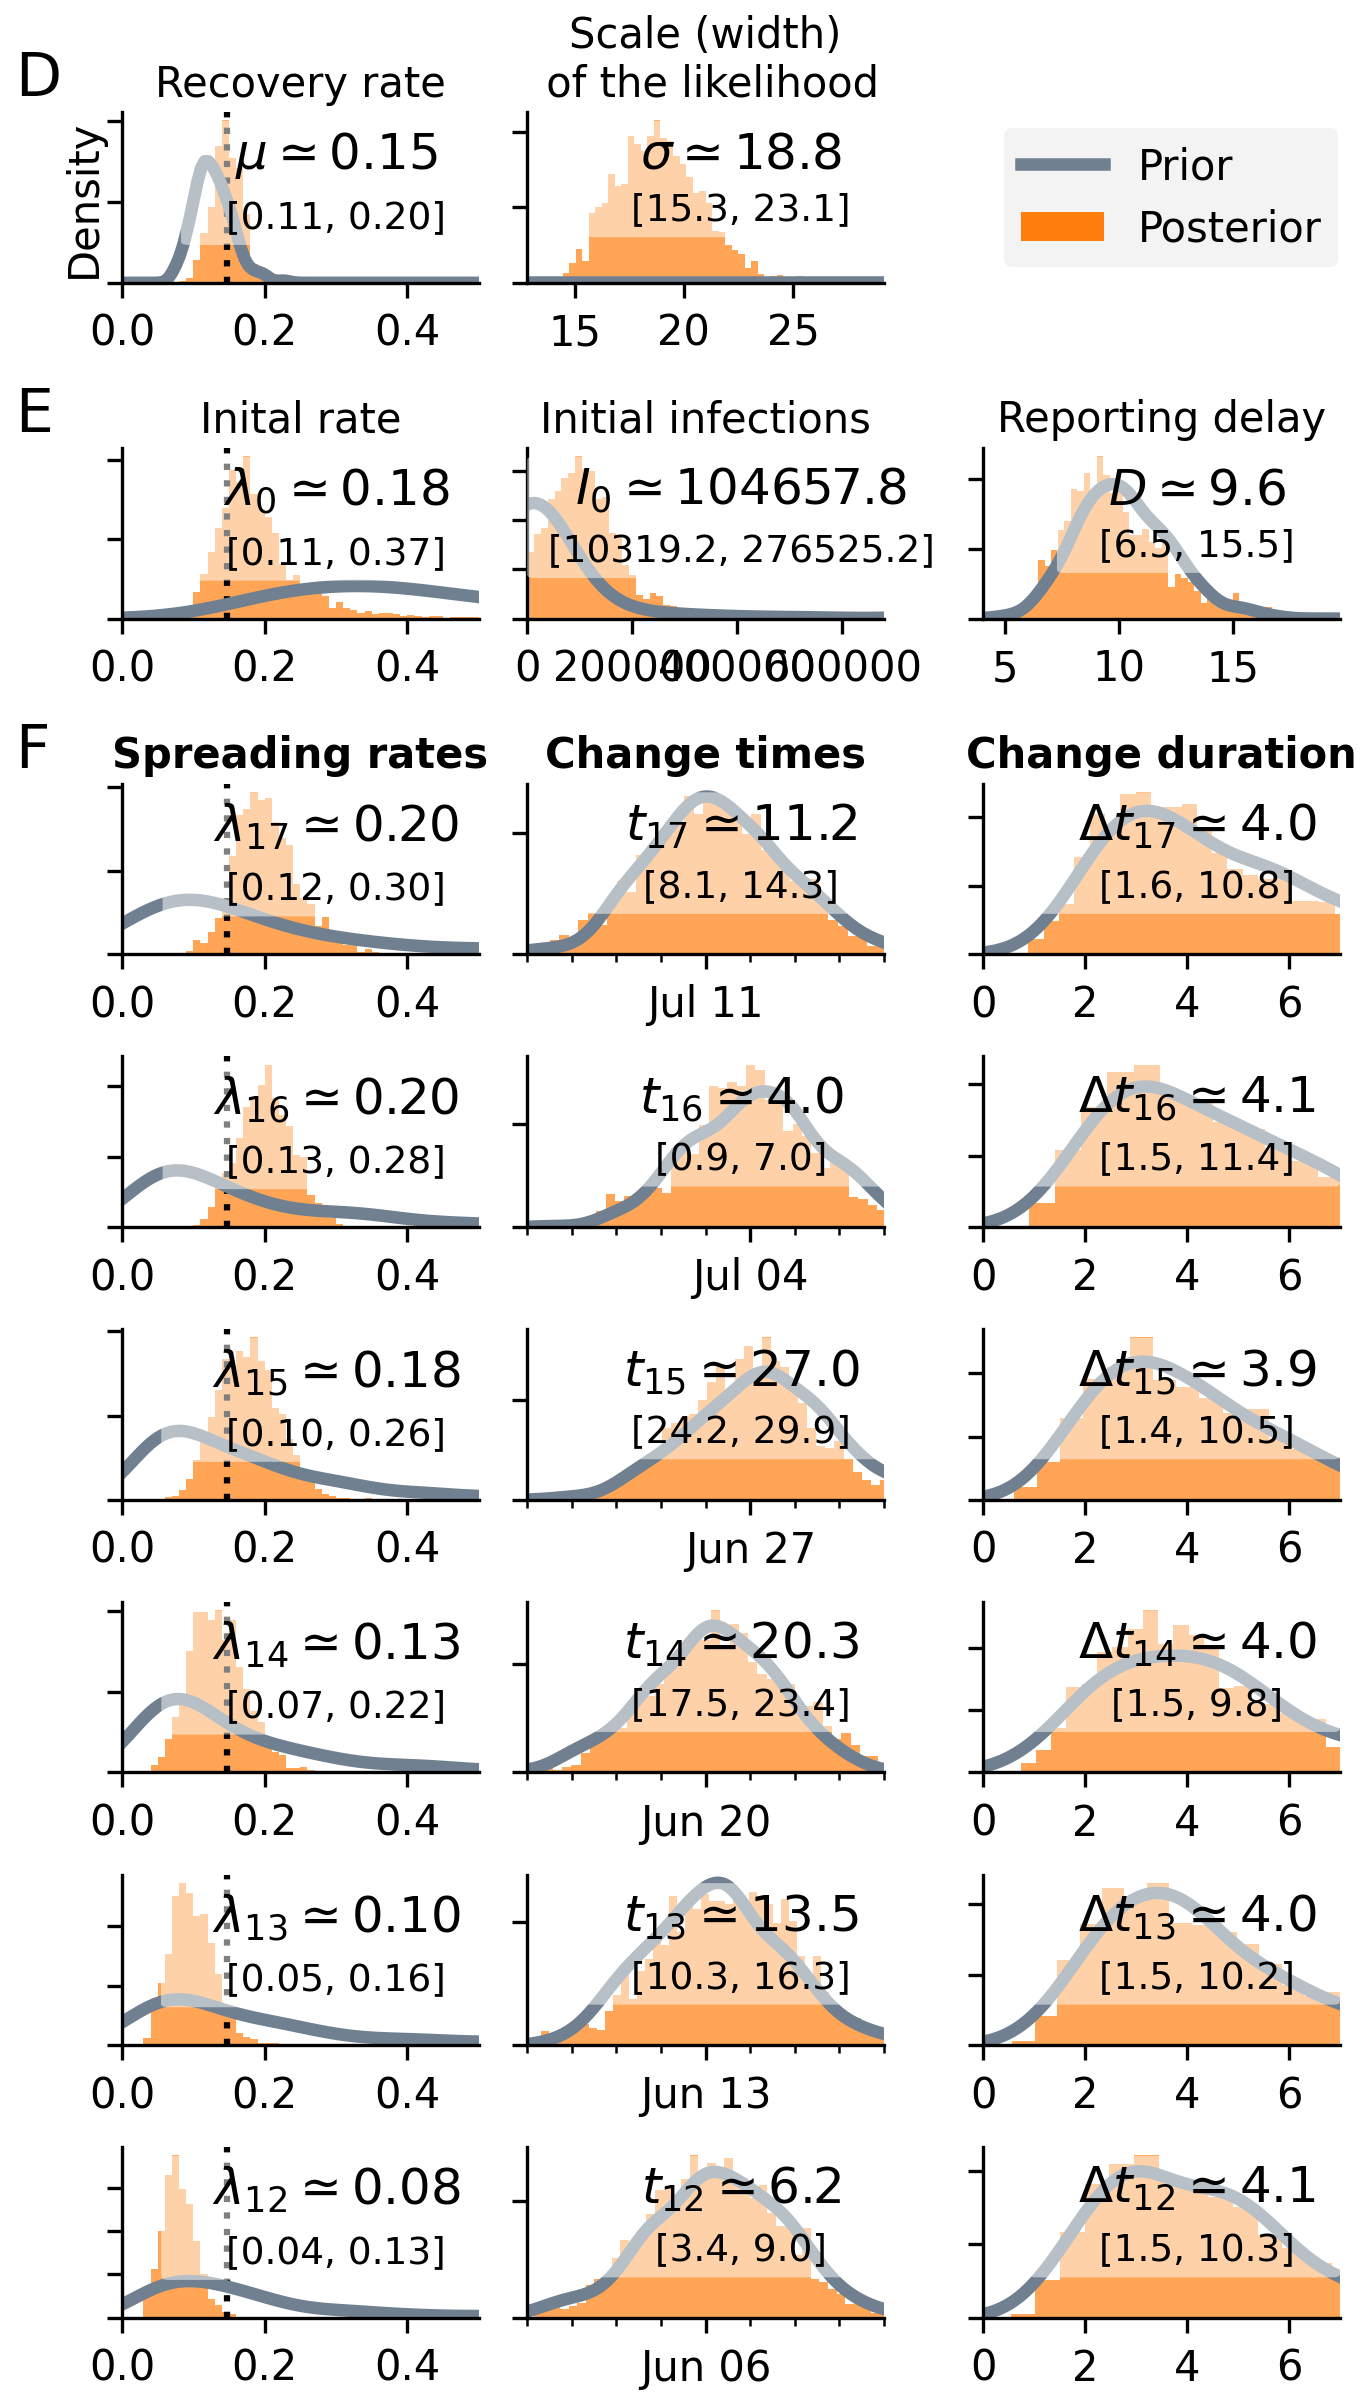 D
Recovery rate
Scale (width)
of the likelihood
Density
μ ≃ 0.15
[0.11, 0.20]
0.0 0.2 0.4
σ ≃ 18.8
[15.3, 23.1]
15 20 25
Prior
Posterior
E
Inital rate
λ0 ≃ 0.18
[0.11, 0.37]
0.0 0.2 0.4
Initial infections
I0 ≃ 104657.8
[10319.2, 276525.2]
0 200000 400000 600000
Reporting delay
D ≃ 9.6
[6.5, 15.5]
5 10 15
F
Spreading rates
Change times
Change duration
λ17 ≃ 0.20
[0.12, 0.30]
0.0 0.2 0.4
t17 ≃ 11.2
[8.1, 14.3]
Jul 11
Δt17 ≃ 4.0
[1.6, 10.8]
0 2 4 6
λ16 ≃ 0.20
[0.13, 0.28]
0.0 0.2 0.4
t16 ≃ 4.0
[0.9, 7.0]
Jul 04
Δt16 ≃ 4.1
[1.5, 11.4]
0 2 4 6
λ15 ≃ 0.18
[0.10, 0.26]
0.0 0.2 0.4
t15 ≃ 27.0
[24.2, 29.9]
Jun 27
Δt15 ≃ 3.9
[1.4, 10.5]
0 2 4 6
λ14 ≃ 0.13
[0.07, 0.22]
0.0 0.2 0.4
t14 ≃ 20.3
[17.5, 23.4]
Jun 20
Δt14 ≃ 4.0
[1.5, 9.8]
0 2 4 6
λ13 ≃ 0.10
[0.05, 0.16]
0.0 0.2 0.4
t13 ≃ 13.5
[10.3, 16.3]
Jun 13
Δt13 ≃ 4.0
[1.5, 10.2]
0 2 4 6
λ12 ≃ 0.08
[0.04, 0.13]
0.0 0.2 0.4
t12 ≃ 6.2
[3.4, 9.0]
Jun 06
Δt12 ≃ 4.1
[1.5, 10.3]
0 2 4 6